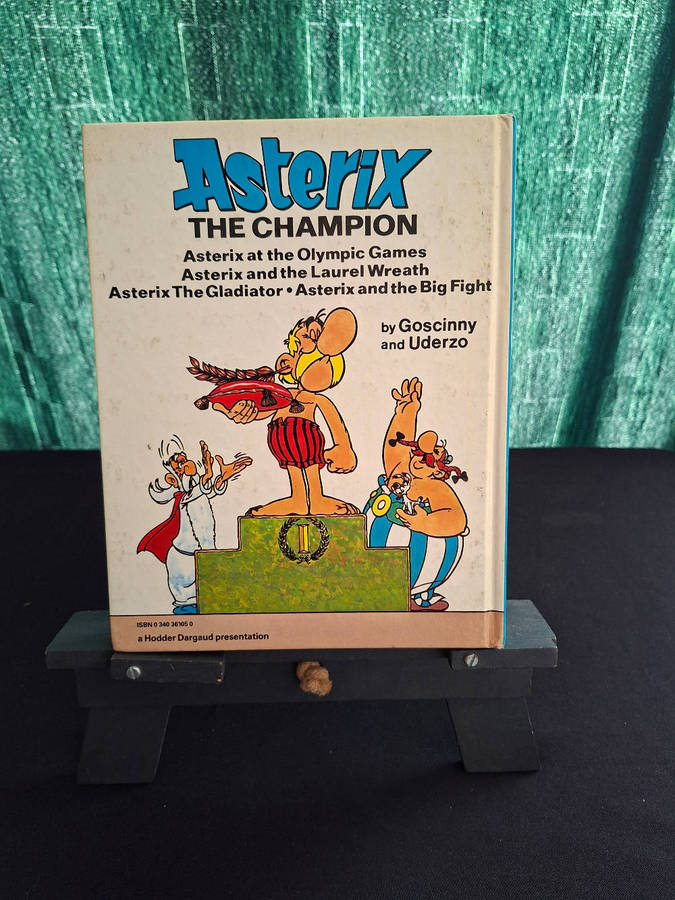 Asterix
THE CHAMPION
Asterix at the Olympic Games
Asterix and the Laurel Wreath
Asterix The Gladiator • Asterix and the Big Fight
by Goscinny
and Uderzo
I
ISBN 0 340 36105 0
a Hodder Dargaud presentation